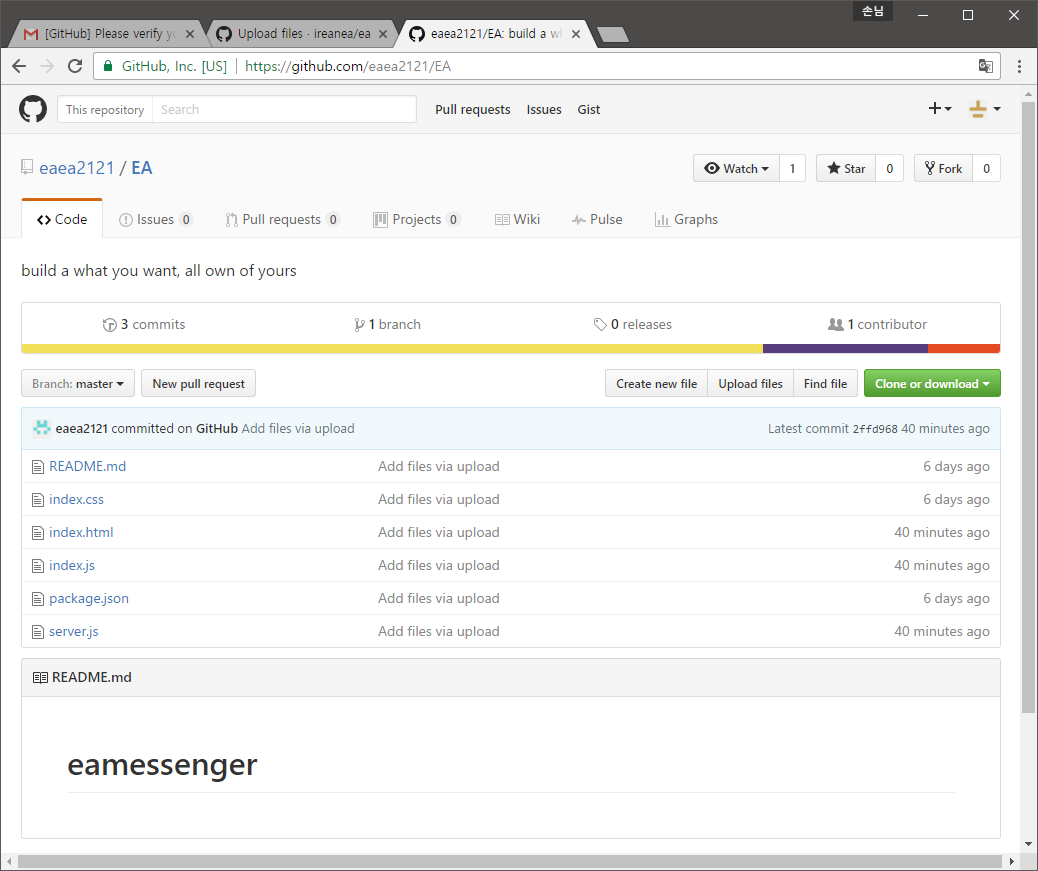 손님
[GitHub] Please verify yo
Upload files · ireanea/ea
eaea2121/EA: build a wh
GitHub, Inc. [US] https://github.com/eaea2121/EA
This repository Search Pull requests Issues Gist
eaea2121 / EA Watch 1 Star 0 Fork 0
Code Issues 0 Pull requests 0 Projects 0 Wiki Pulse Graphs
build a what you want, all own of yours
3 commits 1 branch 0 releases 1 contributor
Branch: master New pull request Create new file Upload files Find file Clone or download
eaea2121 committed on GitHub Add files via upload Latest commit 2ffd968 40 minutes ago
README.md Add files via upload 6 days ago
index.css Add files via upload 6 days ago
index.html Add files via upload 40 minutes ago
index.js Add files via upload 40 minutes ago
package.json Add files via upload 6 days ago
server.js Add files via upload 40 minutes ago
README.md
eamessenger